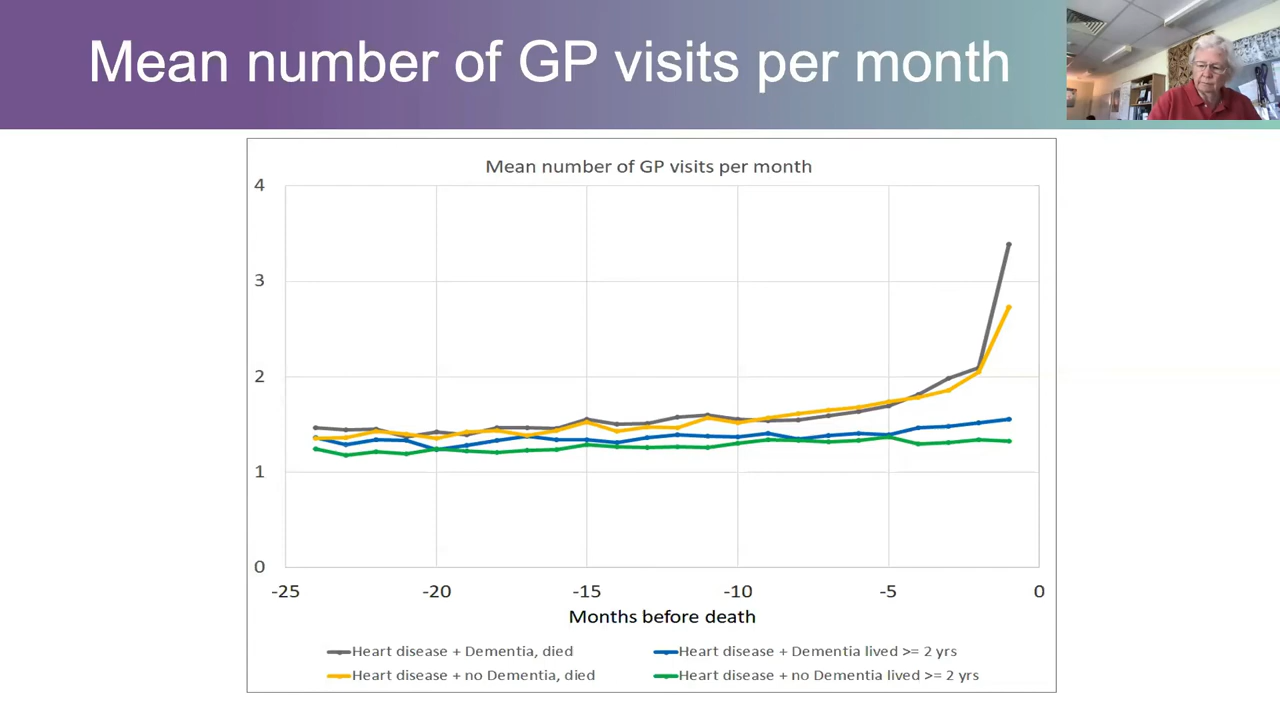 Mean number of GP visits per month
Mean number of GP visits per month
4
3
2
1
0
-25 -20 -15 -10 -5 0
Months before death
Heart disease + Dementia, died Heart disease + Dementia lived >= 2 yrs
Heart disease + no Dementia, died Heart disease + no Dementia lived >= 2 yrs